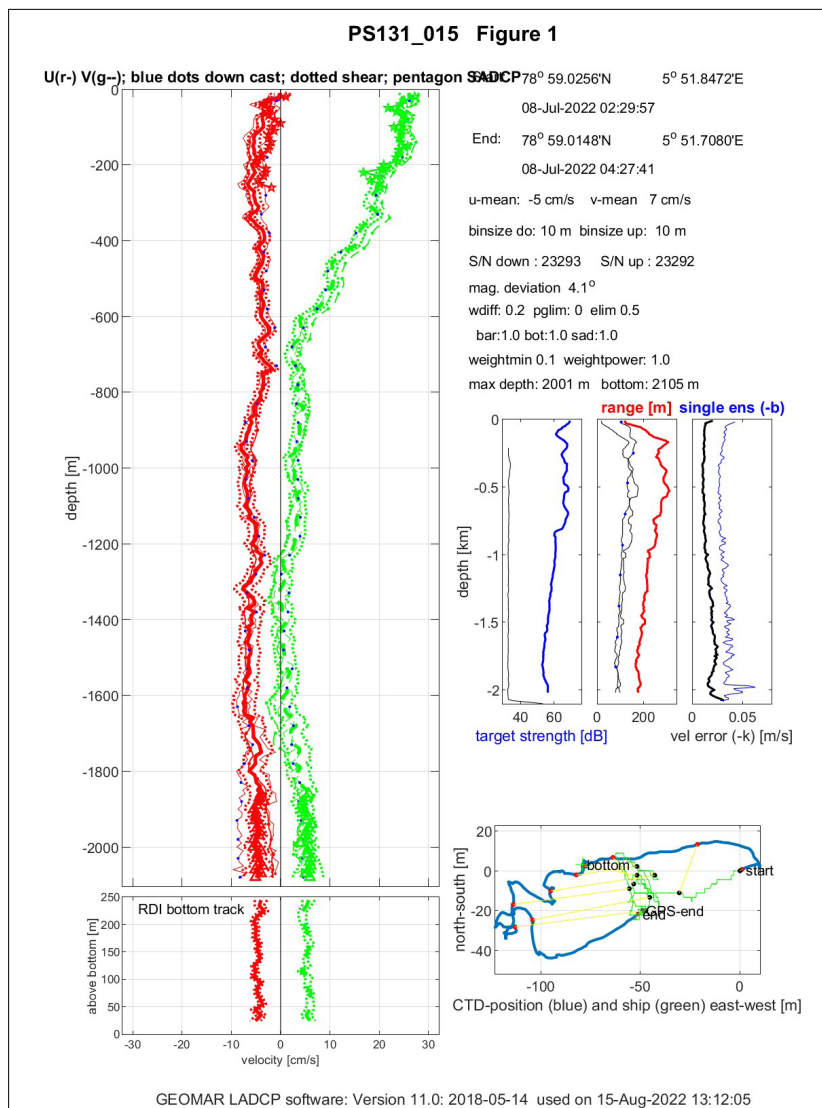 PS131_015 Figure 1
U(r-) V(g--); blue dots down cast; dotted shear; pentagon SADCP
Start: 78° 59.0256'N 5° 51.8472'E
08-Jul-2022 02:29:57
End: 78° 59.0148'N 5° 51.7080'E
08-Jul-2022 04:27:41
u-mean: -5 cm/s v-mean 7 cm/s
binsize do: 10 m binsize up: 10 m
S/N down : 23293 S/N up : 23292
mag. deviation 4.1°
wdiff: 0.2 pglim: 0 elim 0.5
bar:1.0 bot:1.0 sad:1.0
weightmin 0.1 weightpower: 1.0
max depth: 2001 m bottom: 2105 m
0
-200
-400
-600
-800
-1000
-1200
-1400
-1600
-1800
-2000
depth [m]
RDI bottom track
250
200
150
100
50
0
above bottom [m]
-30 -20 -10 0 10 20 30
velocity [cm/s]
range [m] single ens (-b)
0
-0.5
-1
-1.5
-2
depth [km]
40 60 0 200 0 0.05
target strength [dB] vel error (-k) [m/s]
20
0
-20
-40
north-south [m]
bottom
start
GPS-end
end
-100 -50 0
CTD-position (blue) and ship (green) east-west [m]
GEOMAR LADCP software: Version 11.0: 2018-05-14 used on 15-Aug-2022 13:12:05